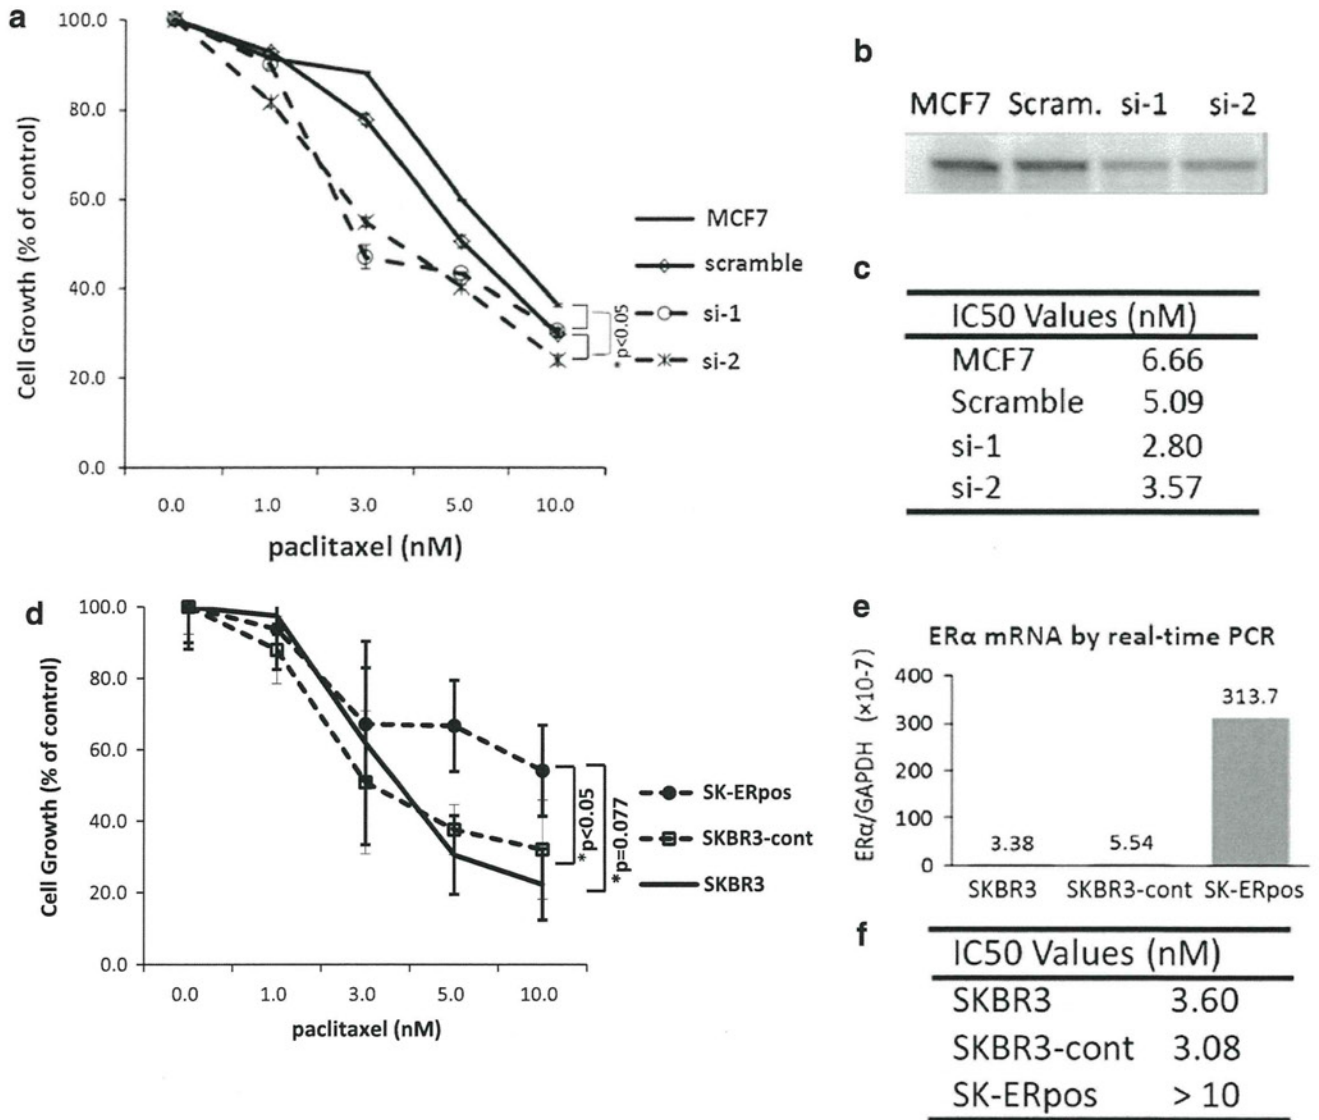 a
100.0
80.0
60.0
40.0
20.0
0.0
Cell Growth (% of control)
0.0 1.0 3.0 5.0 10.0
paclitaxel (nM)
* p<0.05
MCF7
scramble
si-1
si-2
b
MCF7 Scram. si-1 si-2
c
IC50 Values (nM)
MCF7 6.66
Scramble 5.09
si-1 2.80
si-2 3.57
d
100.0
80.0
60.0
40.0
20.0
0.0
Cell Growth (% of control)
0.0 1.0 3.0 5.0 10.0
paclitaxel (nM)
*p<0.05
*p=0.077
SK-ERpos
SKBR3-cont
SKBR3
e
ERα mRNA by real-time PCR
ERα/GAPDH (×10-7)
400
300
200
100
0
3.38 5.54 313.7
SKBR3 SKBR3-cont SK-ERpos
f
IC50 Values (nM)
SKBR3 3.60
SKBR3-cont 3.08
SK-ERpos > 10